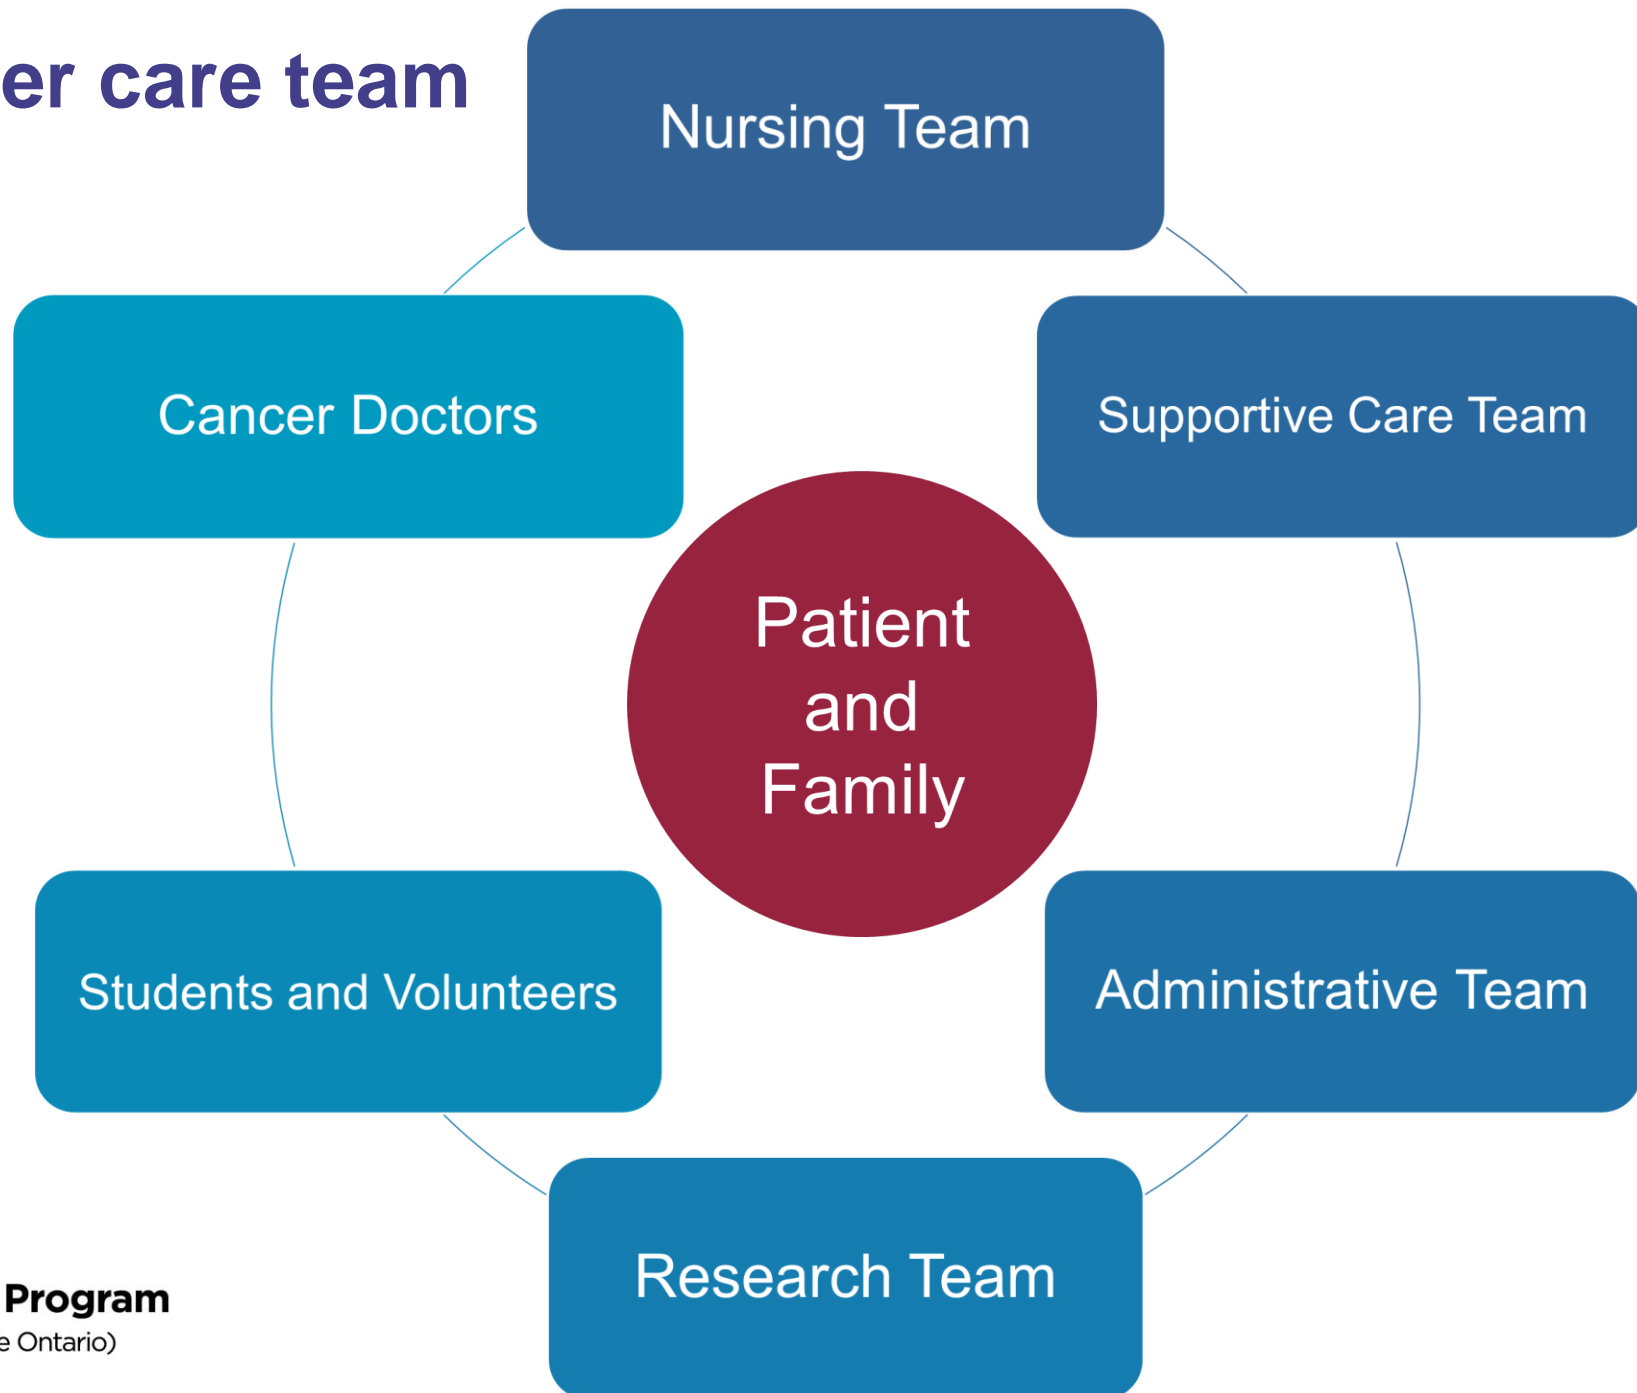 er care team
Nursing Team
Cancer Doctors
Supportive Care Team
Patient
and
Family
Students and Volunteers
Administrative Team
Research Team
Program
e Ontario)